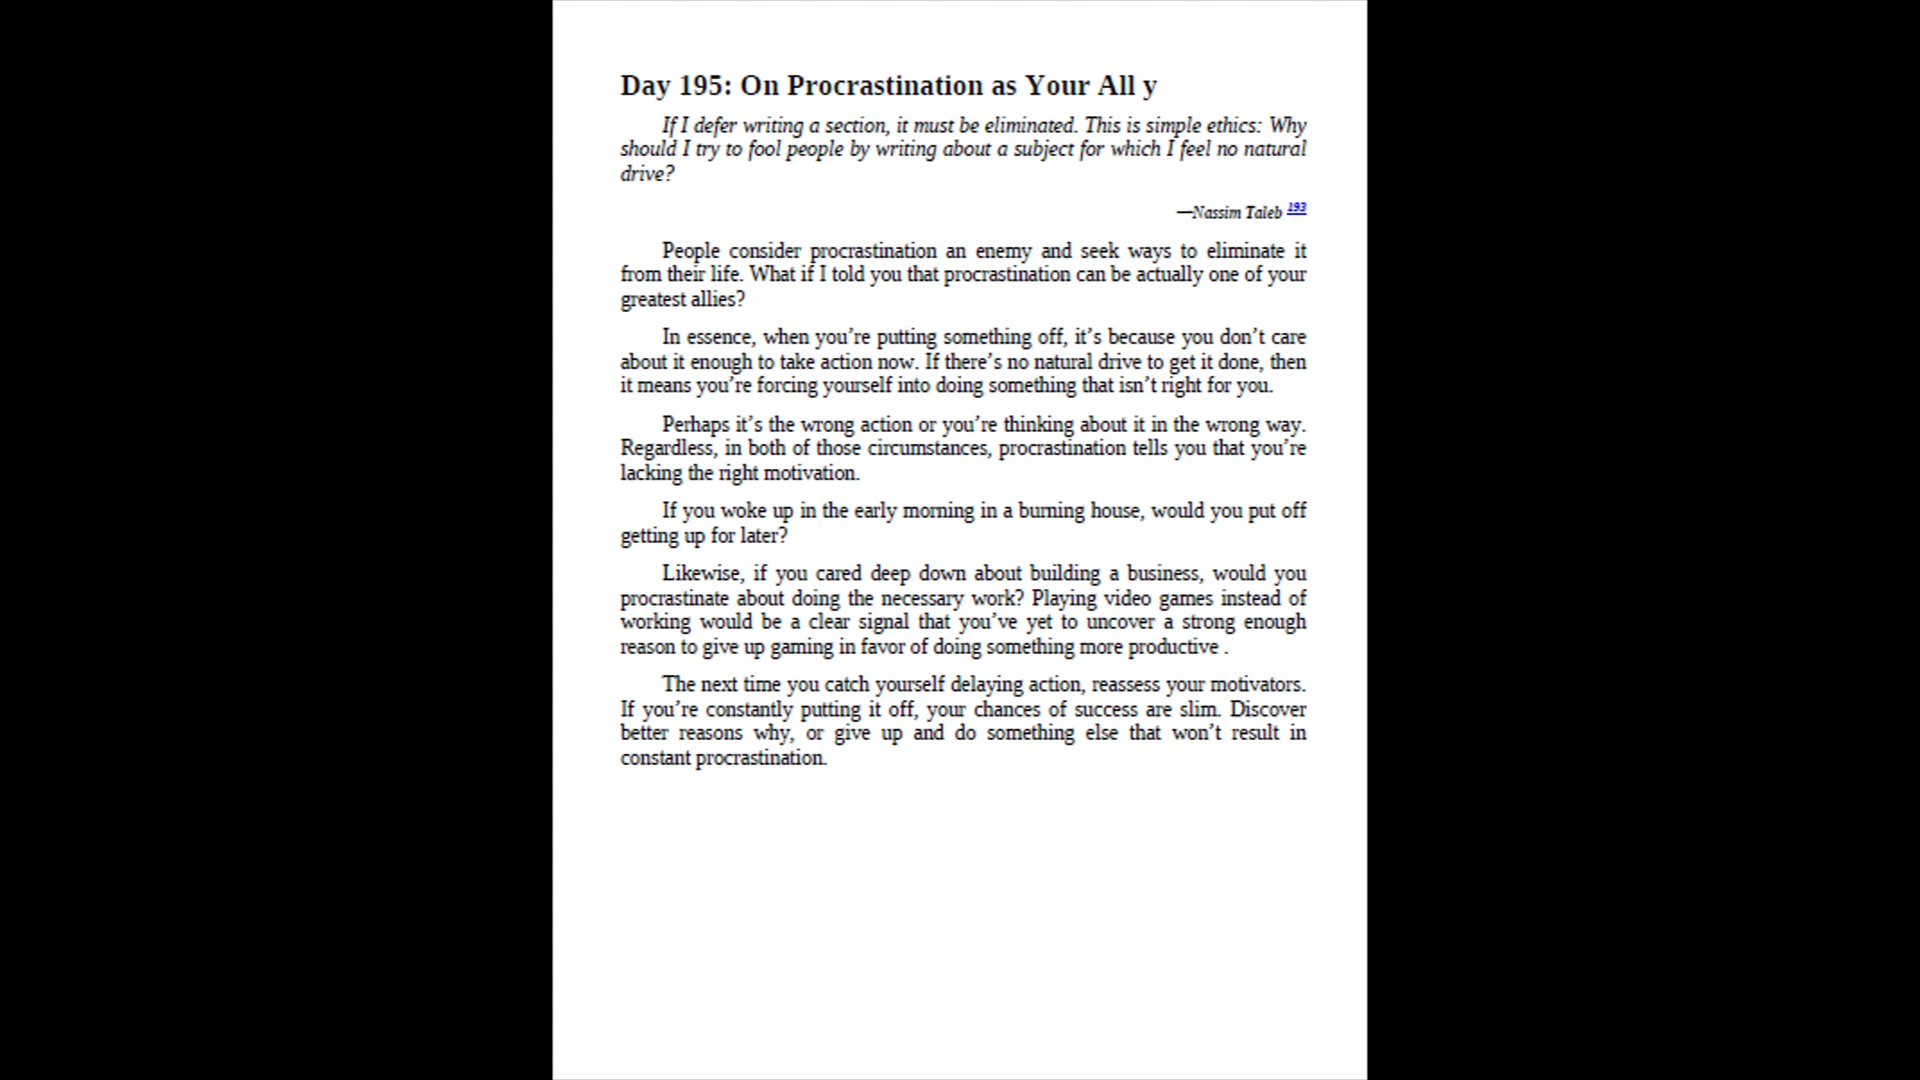 Day 195: On Procrastination as Your All y
If I defer writing a section, it must be eliminated. This is simple ethics: Why
should I try to fool people by writing about a subject for which I feel no natural
drive?
—Nassim Taleb 193
People consider procrastination an enemy and seek ways to eliminate it
from their life. What if I told you that procrastination can be actually one of your
greatest allies?
In essence, when you’re putting something off, it’s because you don’t care
about it enough to take action now. If there’s no natural drive to get it done, then
it means you’re forcing yourself into doing something that isn’t right for you.
Perhaps it’s the wrong action or you’re thinking about it in the wrong way.
Regardless, in both of those circumstances, procrastination tells you that you’re
lacking the right motivation.
If you woke up in the early morning in a burning house, would you put off
getting up for later?
Likewise, if you cared deep down about building a business, would you
procrastinate about doing the necessary work? Playing video games instead of
working would be a clear signal that you’ve yet to uncover a strong enough
reason to give up gaming in favor of doing something more productive .
The next time you catch yourself delaying action, reassess your motivators.
If you’re constantly putting it off, your chances of success are slim. Discover
better reasons why, or give up and do something else that won’t result in
constant procrastination.